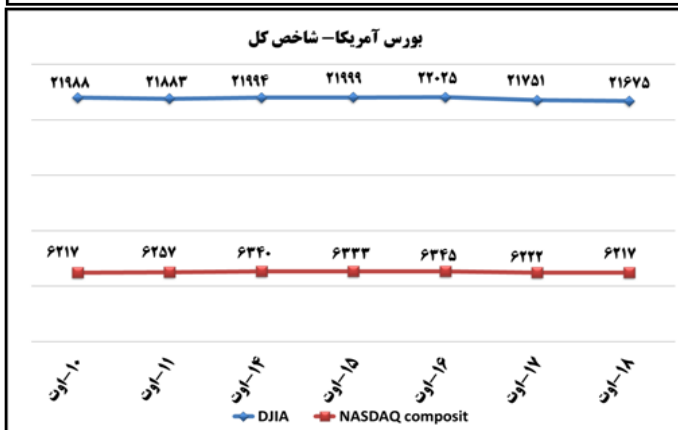 بورس آمریکا– شاخص کل
۲۱۹۸۸ ۲۱۸۸۳ ۲۱۹۹۴ ۲۱۹۹۹ ۲۲۰۲۵ ۲۱۷۵۱ ۲۱۶۷۵
۶۲۱۷ ۶۲۵۷ ۶۳۴۰ ۶۳۳۳ ۶۳۴۵ ۶۲۲۲ ۶۲۱۷
۱۰-اوت ۱۱-اوت ۱۴-اوت ۱۵-اوت ۱۶-اوت ۱۷-اوت ۱۸-اوت
DJIA NASDAQ composit